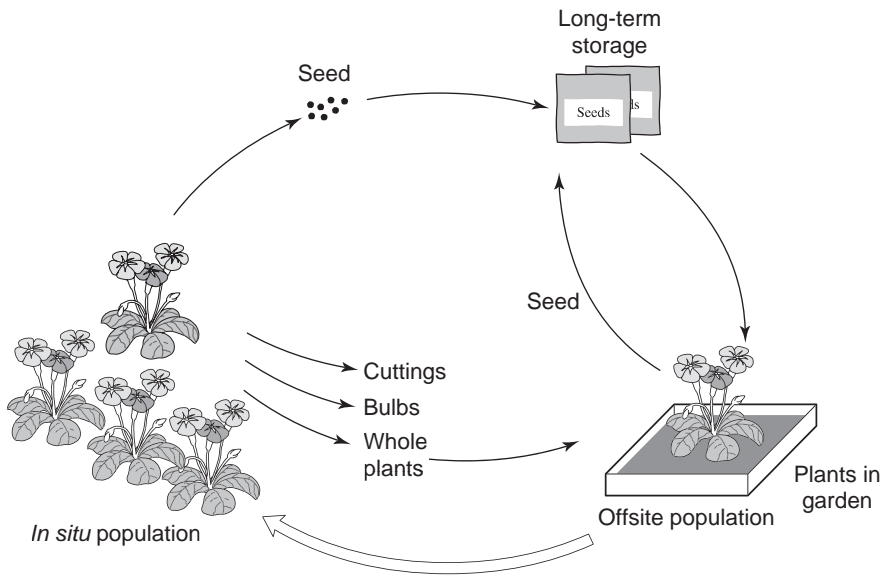 Long-term
storage
Seed
Seeds
ds
Seed
Cuttings
Bulbs
Whole
plants
Plants in
garden
Offsite population
In situ population